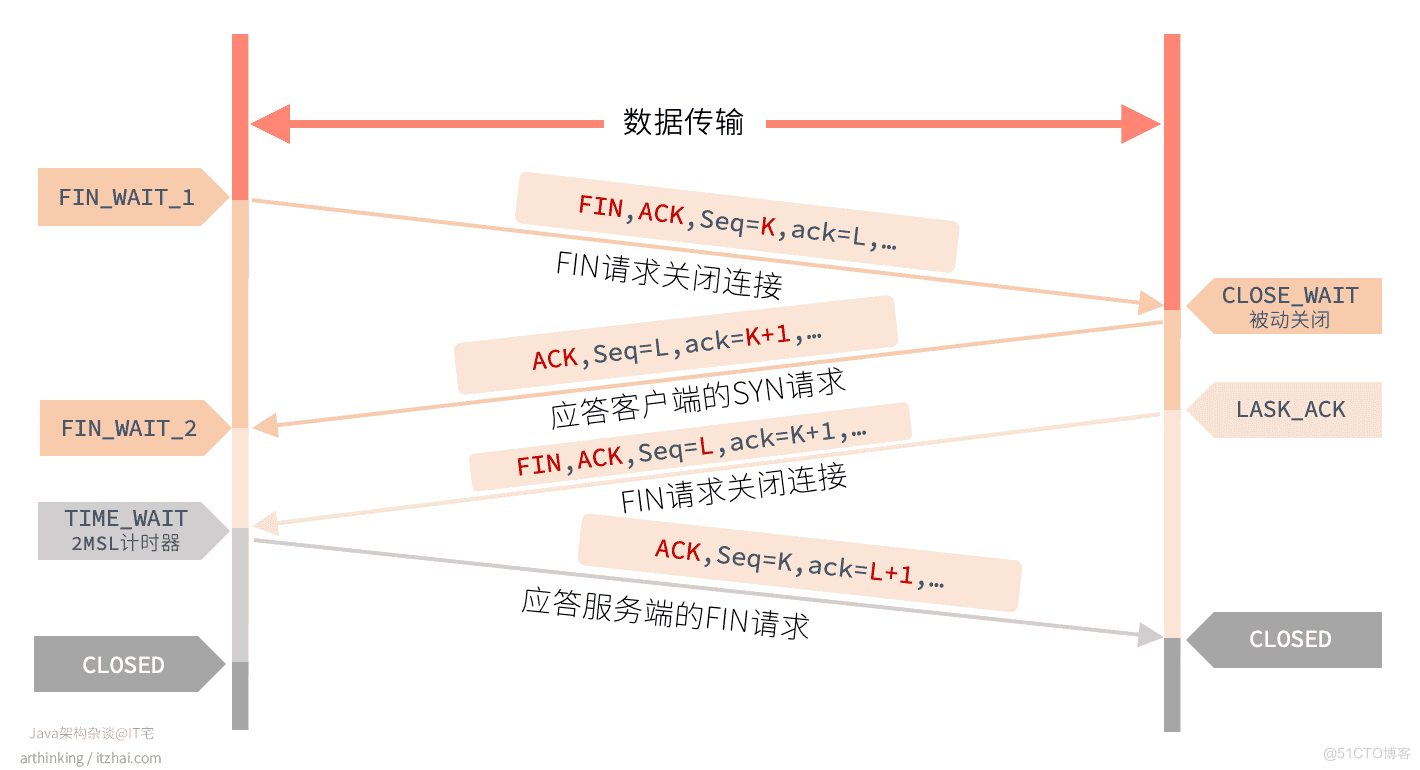 数据传输
FIN_WAIT_1
FIN,ACK,Seq=K,ack=L,…
FIN请求关闭连接
CLOSE_WAIT
被动关闭
ACK,Seq=L,ack=K+1,…
应答客户端的SYN请求
FIN_WAIT_2
LASK_ACK
FIN,ACK,Seq=L,ack=K+1,…
FIN请求关闭连接
TIME_WAIT
2MSL计时器
ACK,Seq=K,ack=L+1,…
应答服务端的FIN请求
CLOSED
CLOSED
Java架构杂谈@IT宅
arthinking / itzhai.com
@51CTO博客